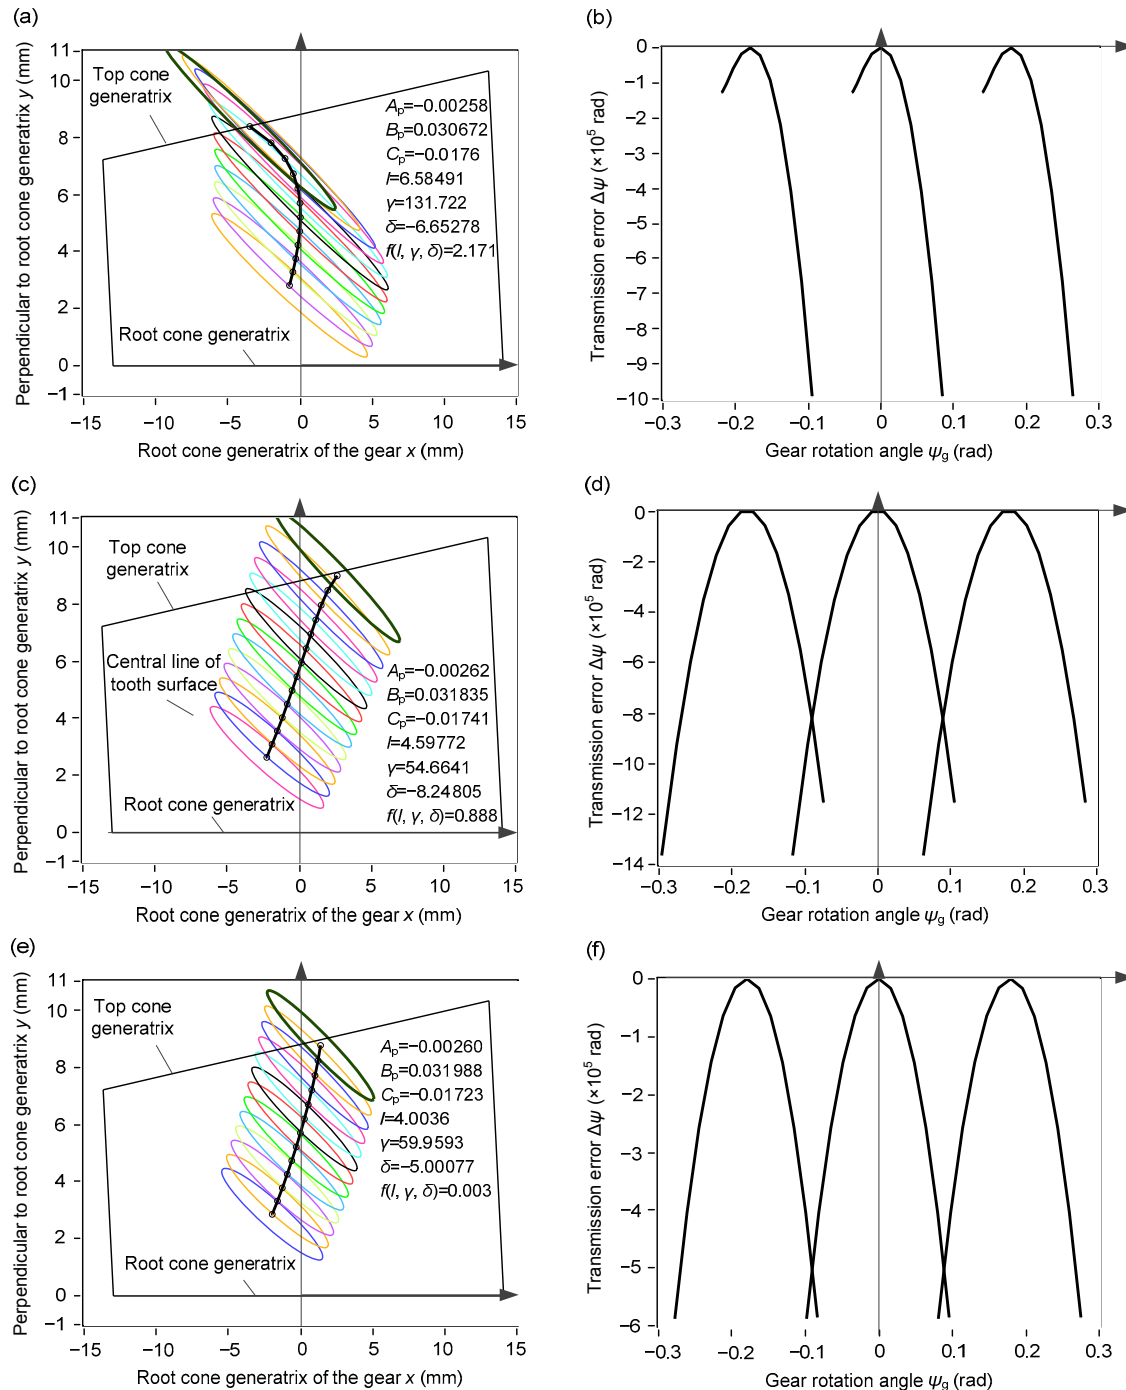 (a)
Perpendicular to root cone generatrix y (mm)
11
10
8
6
4
2
0
−1
Top cone
generatrix
Ap=−0.00258
Bp=0.030672
Cp=−0.0176
l=6.58491
γ=131.722
δ=−6.65278
f(l, γ, δ)=2.171
Root cone generatrix
−15
−10
−5
0
5
10
15
Root cone generatrix of the gear x (mm)
(b)
Transmission error Δψ (×10⁵ rad)
0
−1
−2
−3
−4
−5
−6
−7
−8
−9
−10
−0.3
−0.2
−0.1
0
0.1
0.2
0.3
Gear rotation angle ψg (rad)
(c)
Perpendicular to root cone generatrix y (mm)
11
10
8
6
4
2
0
−1
Top cone
generatrix
Central line of
tooth surface
Ap=−0.00262
Bp=0.031835
Cp=−0.01741
l=4.59772
γ=54.6641
δ=−8.24805
f(l, γ, δ)=0.888
Root cone generatrix
−15
−10
−5
0
5
10
15
Root cone generatrix of the gear x (mm)
(d)
Transmission error Δψ (×10⁵ rad)
0
−2
−4
−6
−8
−10
−12
−14
−0.3
−0.2
−0.1
0
0.1
0.2
0.3
Gear rotation angle ψg (rad)
(e)
Perpendicular to root cone generatrix y (mm)
11
10
8
6
4
2
0
−1
Top cone
generatrix
Ap=−0.00260
Bp=0.031988
Cp=−0.01723
l=4.0036
γ=59.9593
δ=−5.00077
f(l, γ, δ)=0.003
Root cone generatrix
−15
−10
−5
0
5
10
15
Root cone generatrix of the gear x (mm)
(f)
Transmission error Δψ (×10⁵ rad)
0
−1
−2
−3
−4
−5
−6
−0.3
−0.2
−0.1
0
0.1
0.2
0.3
Gear rotation angle ψg (rad)